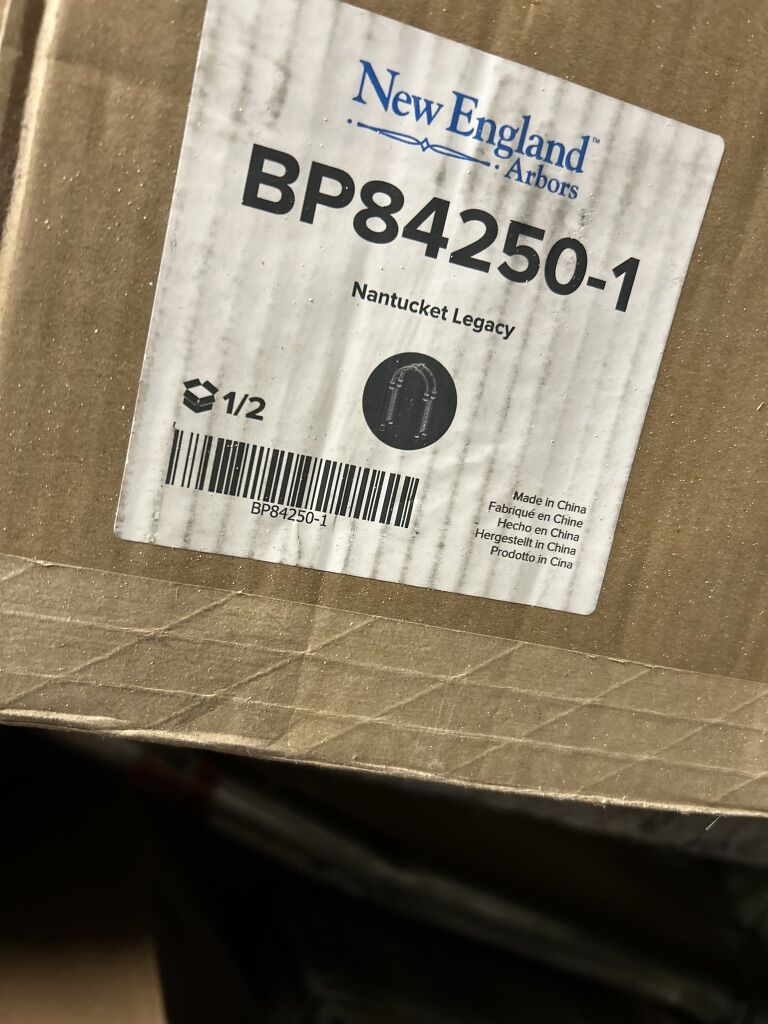 New England™
Arbors
BP84250-1
Nantucket Legacy
1/2
BP84250-1
Made in China
Fabriqué en Chine
Hecho en China
Hergestellt in China
Prodotto in Cina